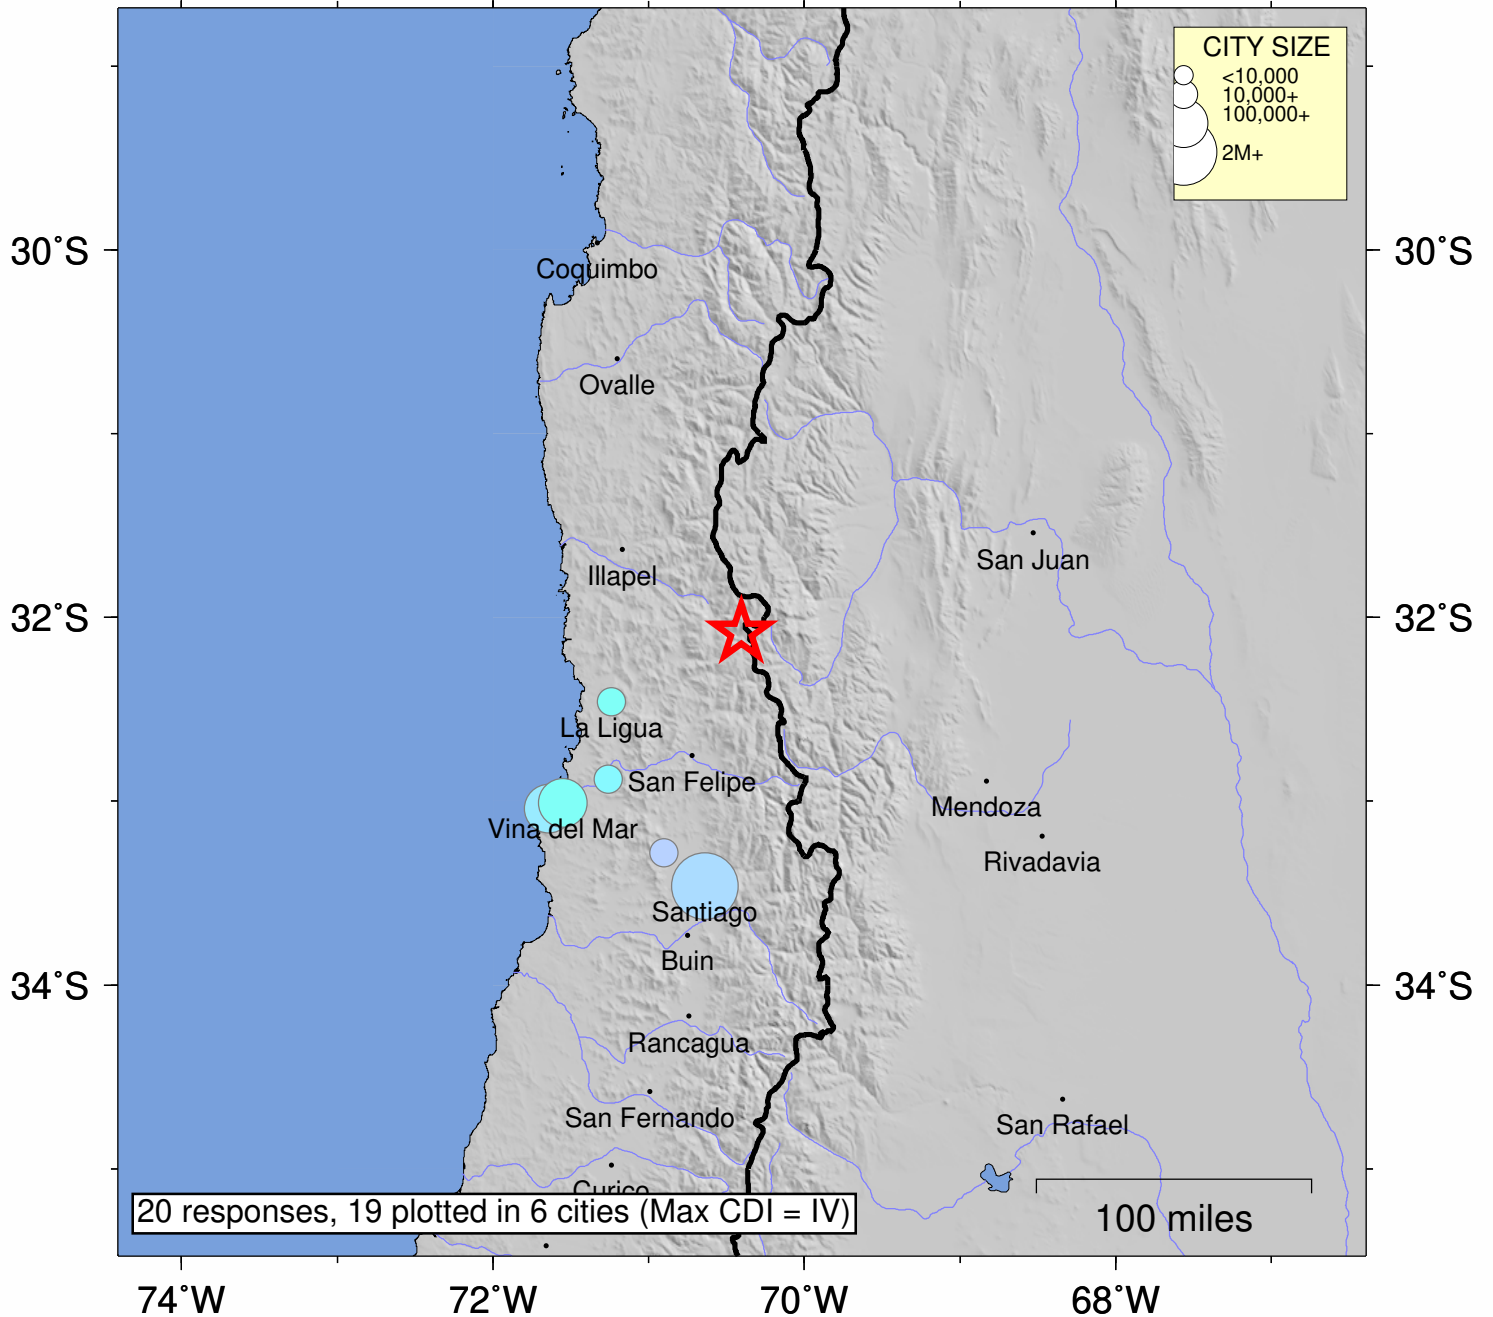 CITY SIZE
<10,000
10,000+
100,000+
2M+
30˚S
30˚S
Coquimbo
Ovalle
San Juan
Illapel
32˚S
32˚S
La Ligua
San Felipe
Mendoza
Vina del Mar
Rivadavia
Santiago
Buin
34˚S
34˚S
Rancagua
San Fernando
San Rafael
Curico
20 responses, 19 plotted in 6 cities (Max CDI = IV)
100 miles
74˚W
72˚W
70˚W
68˚W